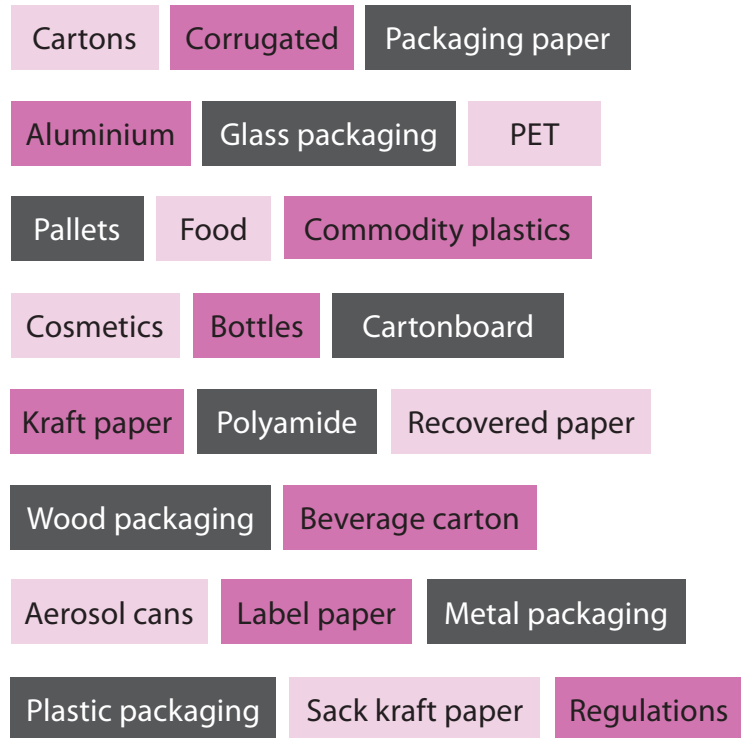 Cartons Corrugated Packaging paper
Aluminium Glass packaging PET
Pallets Food Commodity plastics
Cosmetics Bottles Cartonboard
Kraft paper Polyamide Recovered paper
Wood packaging Beverage carton
Aerosol cans Label paper Metal packaging
Plastic packaging Sack kraft paper Regulations